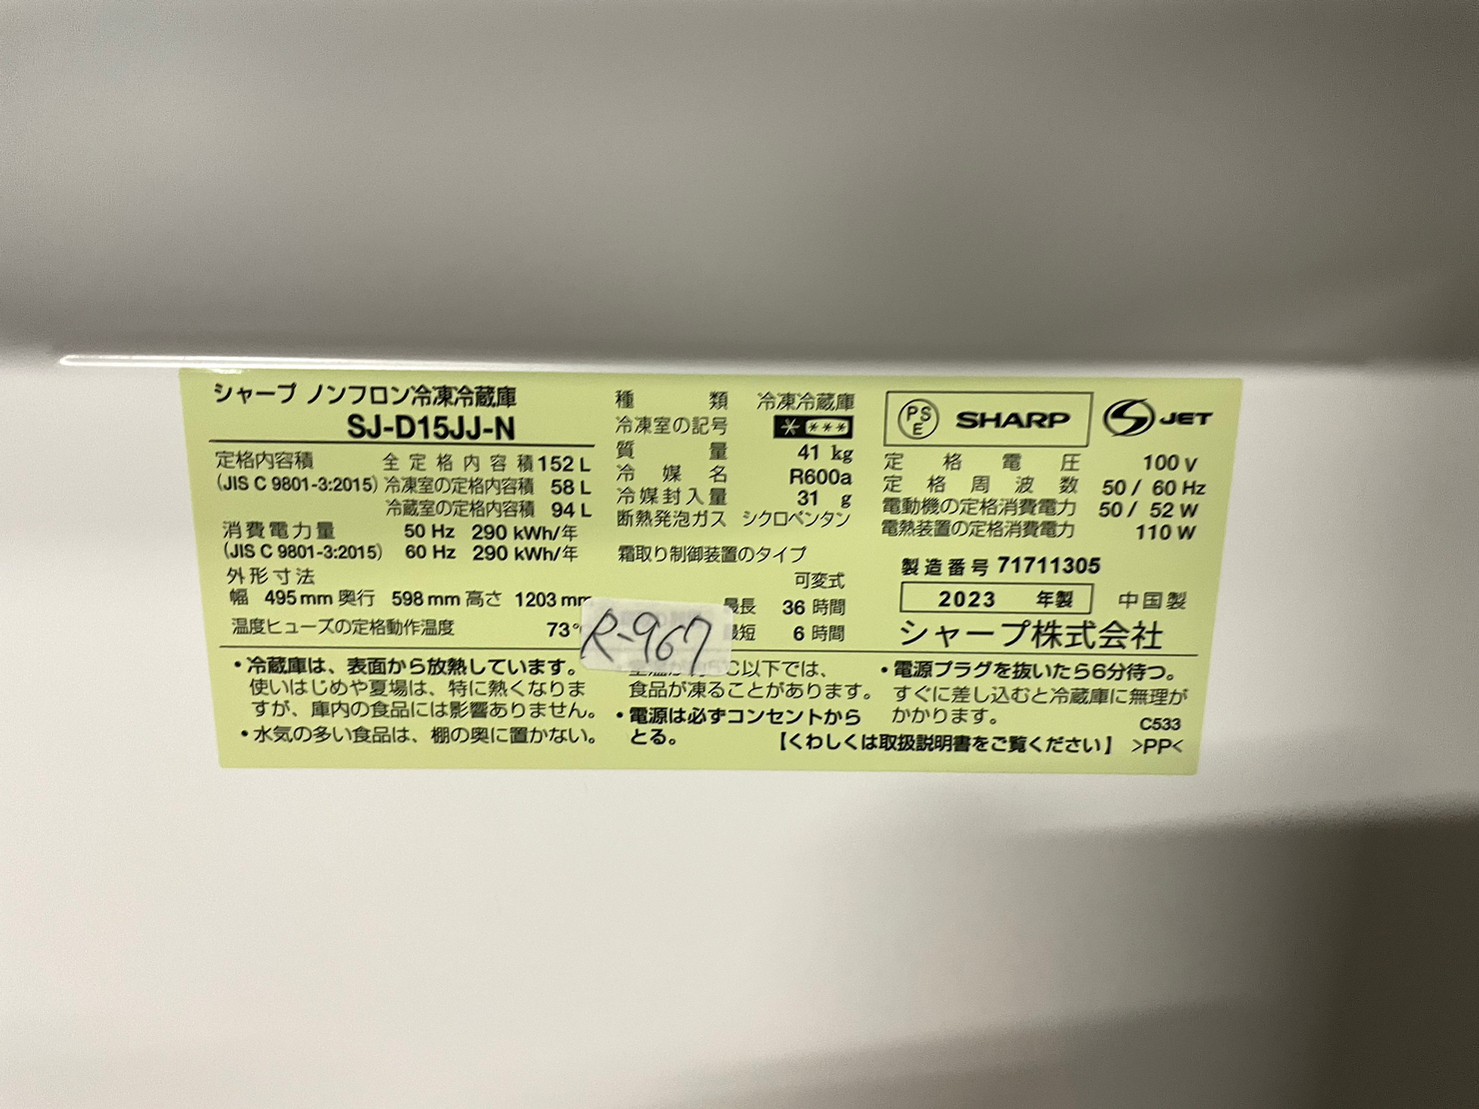 シャープ ノンフロン冷凍冷蔵庫
SJ-D15JJ-N
定格内容積 全定格内容積 152 L
(JIS C 9801-3:2015) 冷凍室の定格内容積 58 L
冷蔵室の定格内容積 94 L
消費電力量 50 Hz 290 kWh/年
(JIS C 9801-3:2015) 60 Hz 290 kWh/年
外形寸法
幅 495 mm 奥行 598 mm 高さ 1203 mm
温度ヒューズの定格動作温度 73°
種類 冷凍冷蔵庫
冷凍室の記号 * ***
質量 41 kg
冷媒名 R600a
冷媒封入量 31 g
断熱発泡ガス シクロペンタン
霜取り制御装置のタイプ
可変式
最長 36 時間
最短 6 時間
R-967
PSE SHARP S JET
定格電圧 100 V
定格周波数 50 / 60 Hz
電動機の定格消費電力 50 / 52 W
電熱装置の定格消費電力 110 W
製造番号 71711305
2023 年製 中国製
シャープ株式会社
・冷蔵庫は、表面から放熱しています。
使いはじめや夏場は、特に熱くなりま
すが、庫内の食品には影響ありません。
・水気の多い食品は、棚の奥に置かない。
5℃以下では、
食品が凍ることがあります。
・電源は必ずコンセントから
とる。
・電源プラグを抜いたら6分待つ。
すぐに差し込むと冷蔵庫に無理が
かかります。
C533
【くわしくは取扱説明書をご覧ください】 >PP<